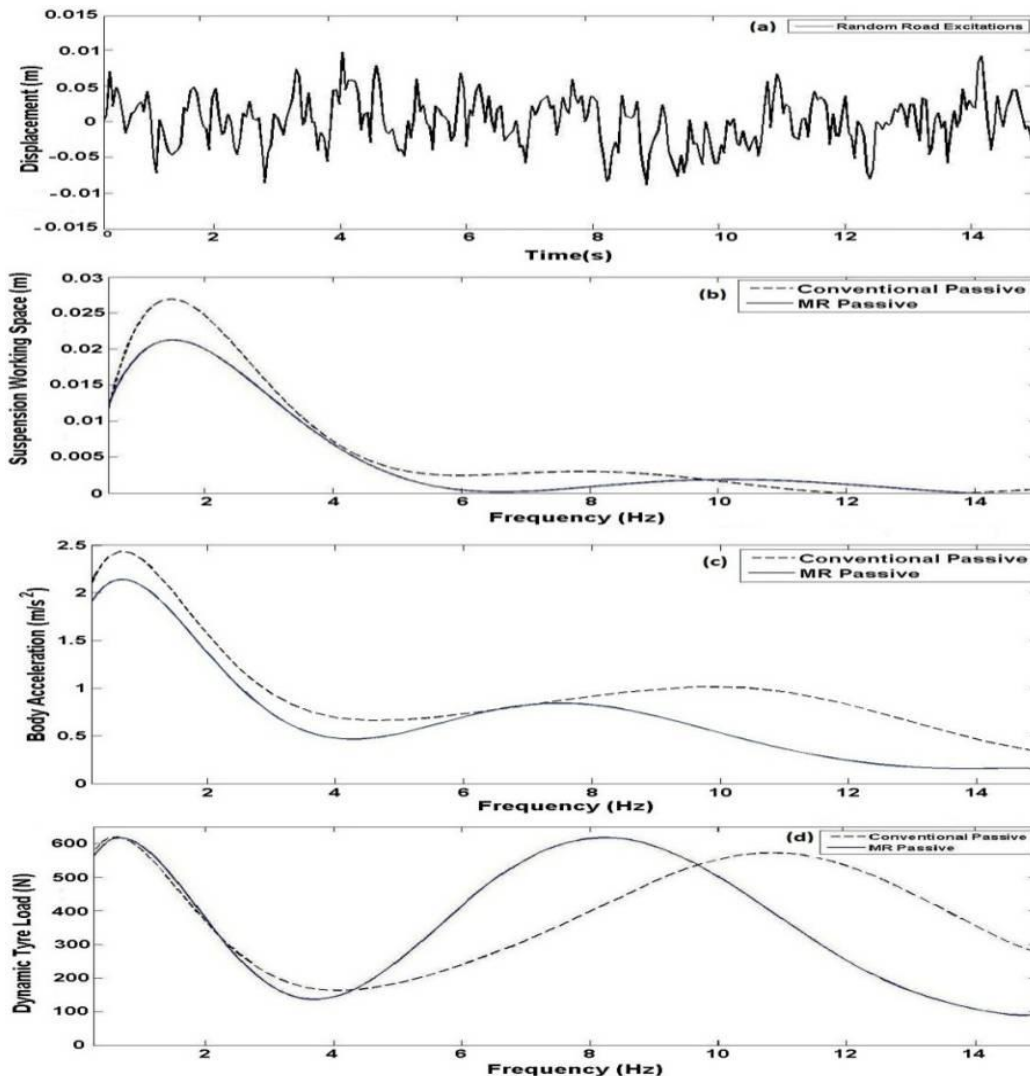 0.015
0.01
0.05
0
-0.05
-0.01
-0.015
Displacement (m)
(a)
Random Road Excitations
0 2 4 6 8 10 12 14
Time(s)
0.03
0.025
0.02
0.015
0.01
0.005
0
Suspension Working Space (m)
(b)
Conventional Passive
MR Passive
2 4 6 8 10 12 14
Frequency (Hz)
2.5
2
1.5
1
0.5
0
Body Acceleration (m/s²)
(c)
Conventional Passive
MR Passive
2 4 6 8 10 12 14
Frequency (Hz)
600
500
400
300
200
100
0
Dynamic Tyre Load (N)
(d)
Conventional Passive
MR Passive
2 4 6 8 10 12 14
Frequency (Hz)